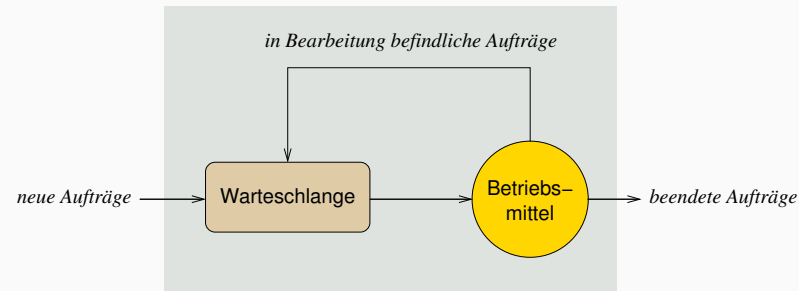 in Bearbeitung befindliche Aufträge
neue Aufträge
Warteschlange
Betriebs–
mittel
beendete Aufträge